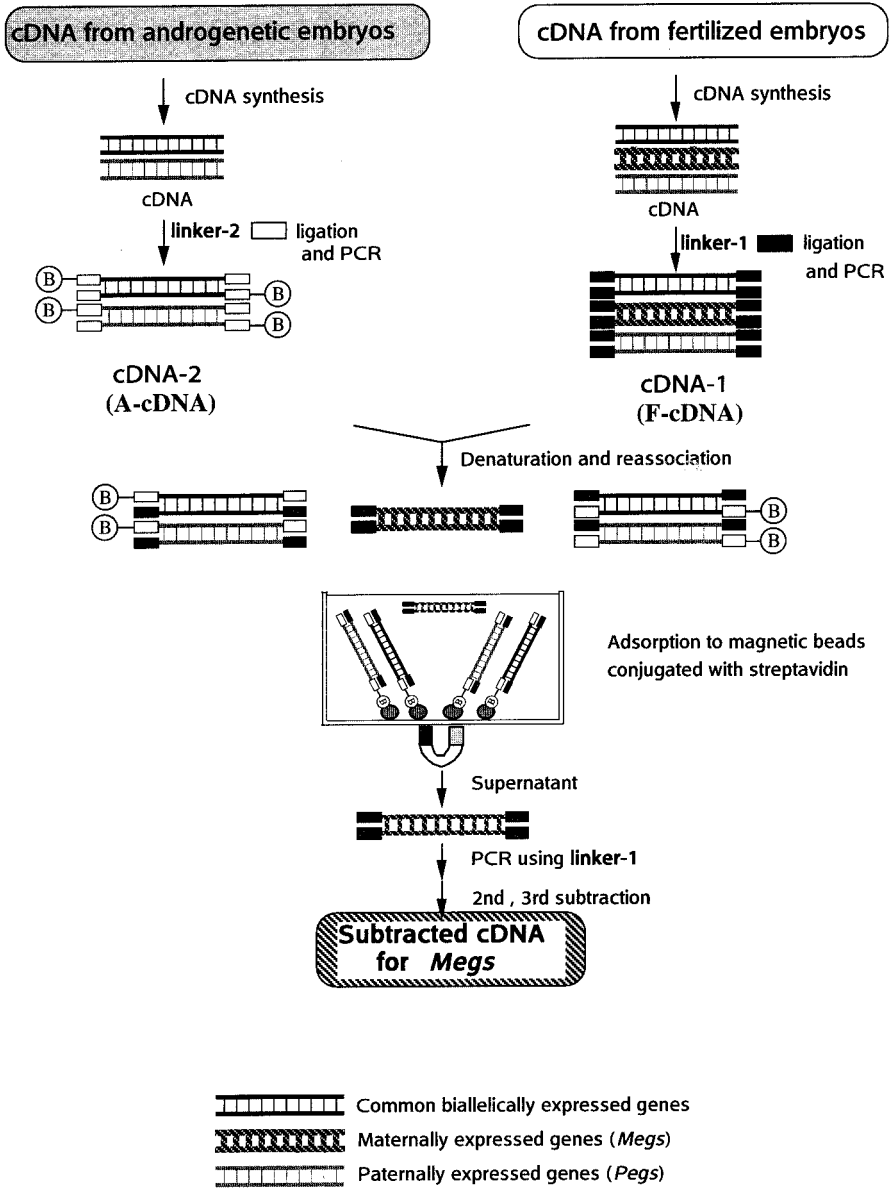 cDNA from androgenetic embryos
cDNA from fertilized embryos
cDNA synthesis
cDNA synthesis
cDNA
cDNA
linker-2 ligation
and PCR
linker-1 ligation
and PCR
B
B
B
B
cDNA-2
(A-cDNA)
cDNA-1
(F-cDNA)
Denaturation and reassociation
B
B
B
B
Adsorption to magnetic beads
conjugated with streptavidin
B
B
B
B
Supernatant
PCR using linker-1
2nd , 3rd subtraction
Subtracted cDNA
for Megs
Common biallelically expressed genes
Maternally expressed genes (Megs)
Paternally expressed genes (Pegs)